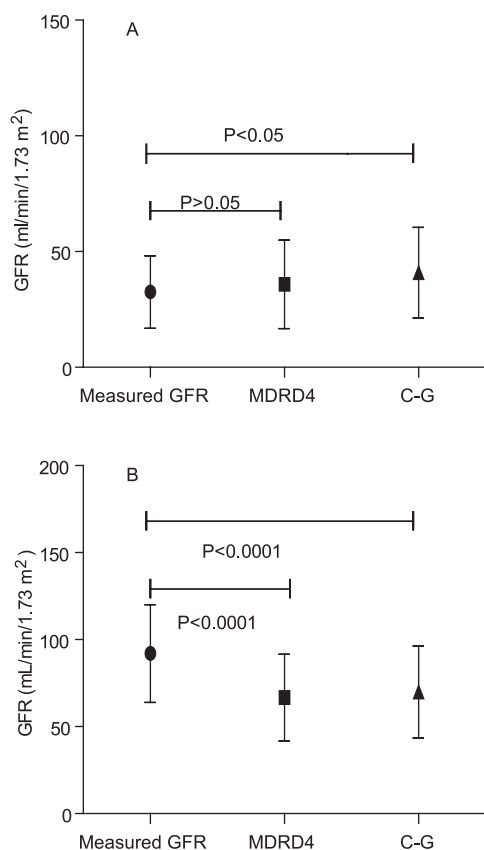 A
150
100
50
0
GFR (ml/min/1.73 m²)
P<0.05
P>0.05
Measured GFR MDRD4 C-G
B
200
150
100
50
0
GFR (mL/min/1.73 m²)
P<0.0001
P<0.0001
Measured GFR MDRD4 C-G